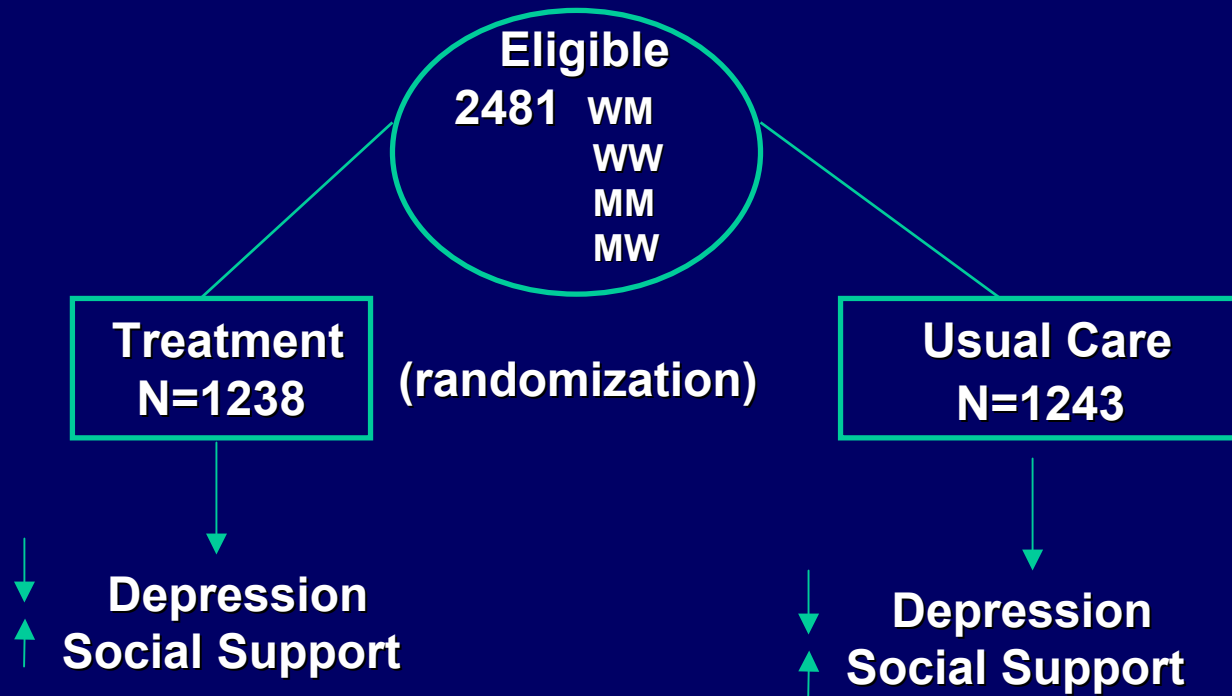 Eligible
2481 WM
WW
MM
MW
Treatment
N=1238
(randomization)
Usual Care
N=1243
Depression
Social Support
Depression
Social Support